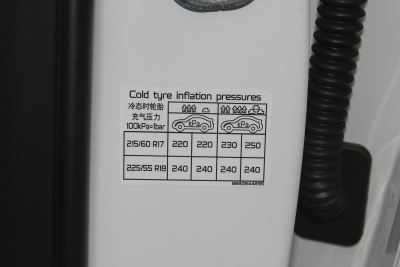 Cold tyre inflation pressures
冷态时轮胎
充气压力
100kPa=1bar
kPa kPa
215/60 R17 220 220 230 250
225/55 R18 240 240 240 240